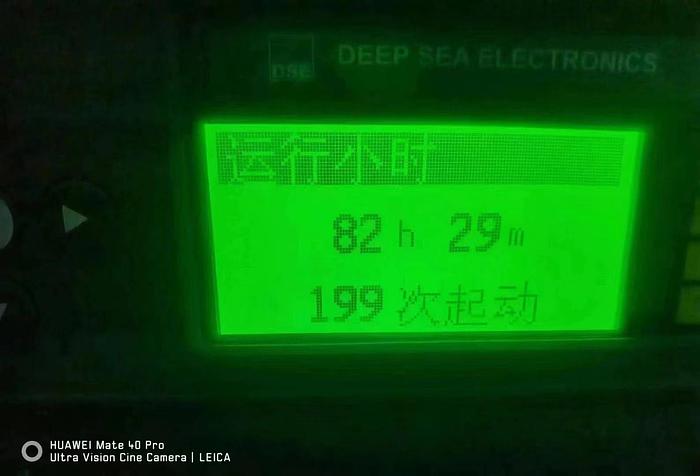 DSE DEEP SEA ELECTRONICS
运行小时
82 h 29 m
199 次起动
HUAWEI Mate 40 Pro
Ultra Vision Cine Camera | LEICA